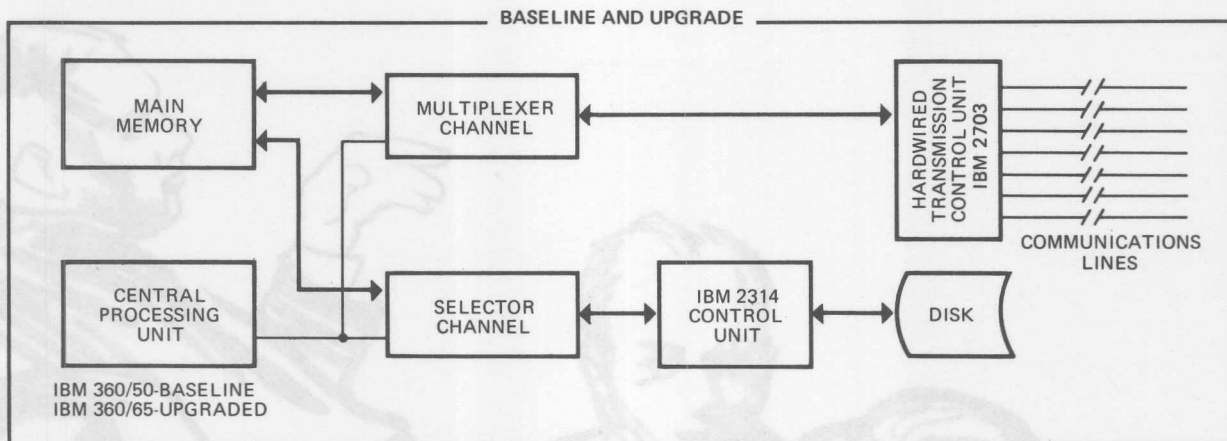 BASELINE AND UPGRADE
MAIN
MEMORY
MULTIPLEXER
CHANNEL
HARDWIRED
TRANSMISSION
CONTROL UNIT
IBM 2703
COMMUNICATIONS
LINES
CENTRAL
PROCESSING
UNIT
SELECTOR
CHANNEL
IBM 2314
CONTROL
UNIT
DISK
IBM 360/50-BASELINE
IBM 360/65-UPGRADED